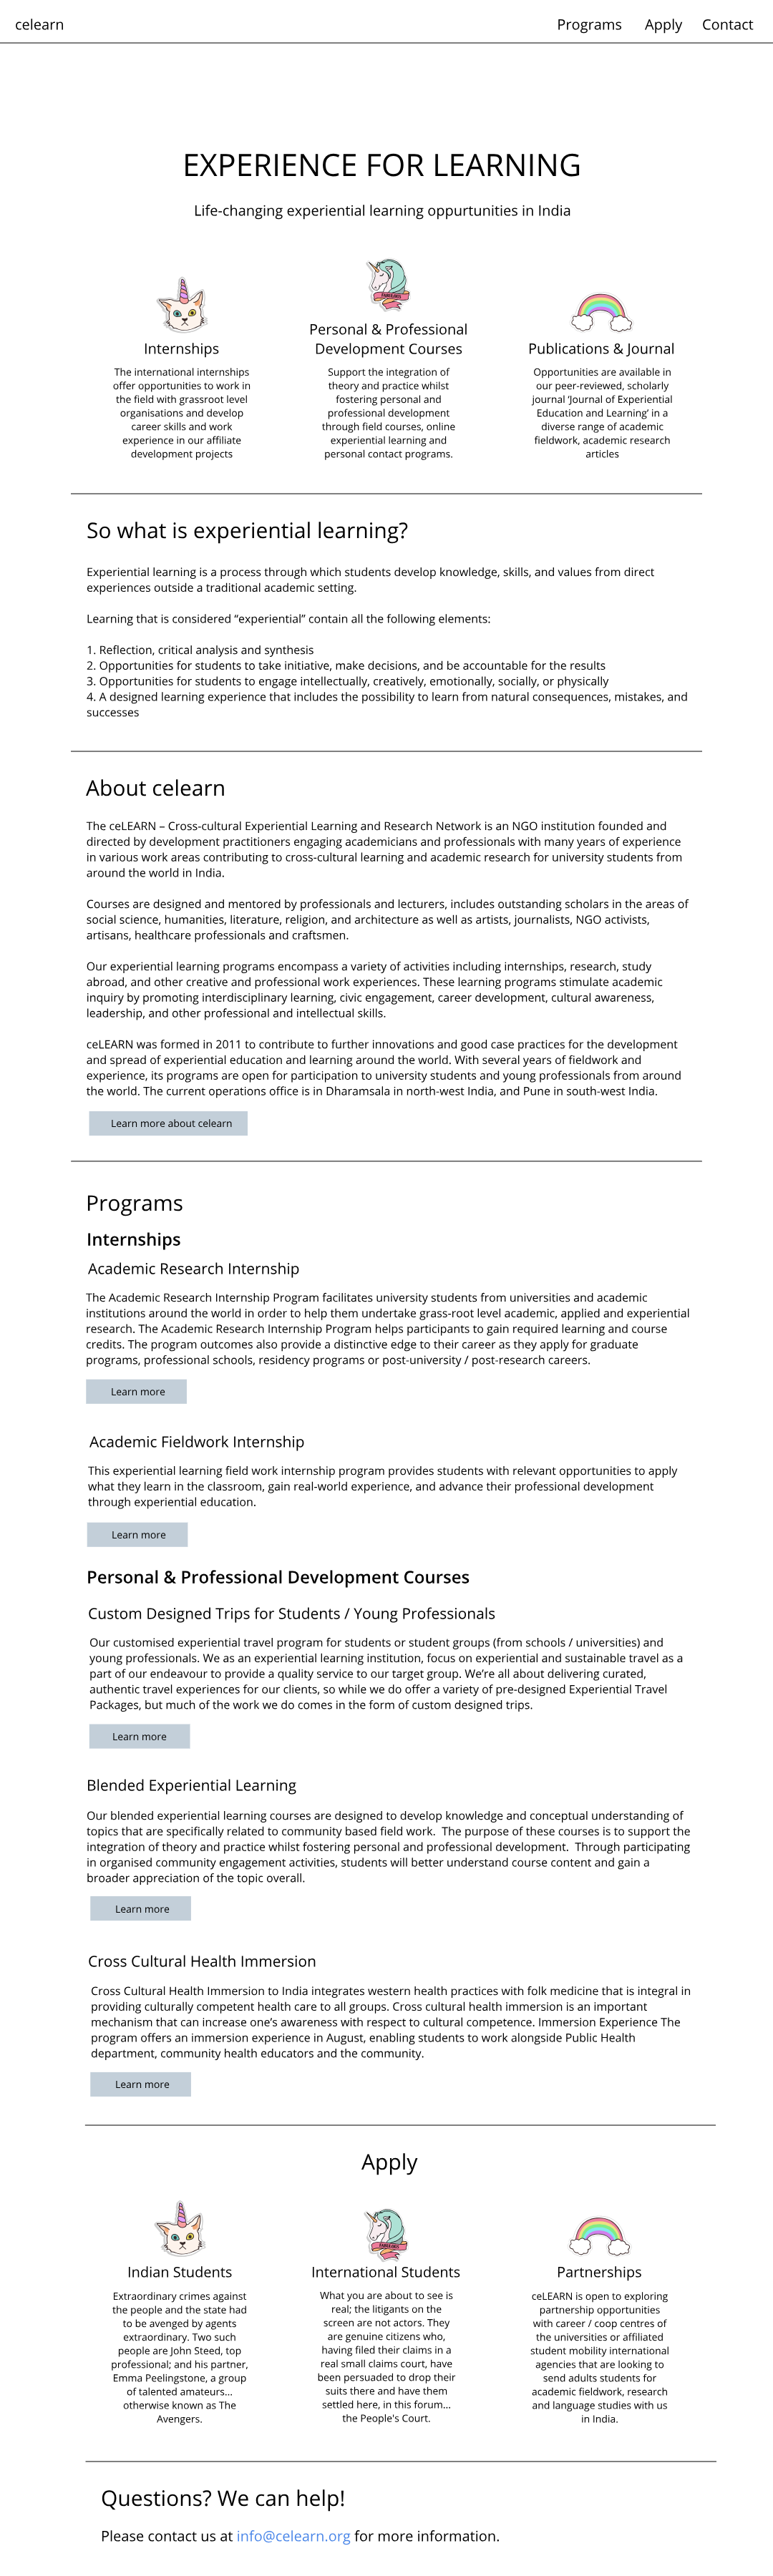 celearn
Programs Apply Contact
EXPERIENCE FOR LEARNING
Life-changing experiential learning oppurtunities in India
Internships
The international internships
offer opportunities to work in
the field with grassroot level
organisations and develop
career skills and work
experience in our affiliate
development projects
Personal & Professional
Development Courses
Support the integration of
theory and practice whilst
fostering personal and
professional development
through field courses, online
experiential learning and
personal contact programs.
Publications & Journal
Opportunities are available in
our peer-reviewed, scholarly
journal ‘Journal of Experiential
Education and Learning’ in a
diverse range of academic
fieldwork, academic research
articles
So what is experiential learning?
Experiential learning is a process through which students develop knowledge, skills, and values from direct
experiences outside a traditional academic setting.
Learning that is considered “experiential” contain all the following elements:
1. Reflection, critical analysis and synthesis
2. Opportunities for students to take initiative, make decisions, and be accountable for the results
3. Opportunities for students to engage intellectually, creatively, emotionally, socially, or physically
4. A designed learning experience that includes the possibility to learn from natural consequences, mistakes, and
successes
About celearn
The ceLEARN – Cross-cultural Experiential Learning and Research Network is an NGO institution founded and
directed by development practitioners engaging academicians and professionals with many years of experience
in various work areas contributing to cross-cultural learning and academic research for university students from
around the world in India.
Courses are designed and mentored by professionals and lecturers, includes outstanding scholars in the areas of
social science, humanities, literature, religion, and architecture as well as artists, journalists, NGO activists,
artisans, healthcare professionals and craftsmen.
Our experiential learning programs encompass a variety of activities including internships, research, study
abroad, and other creative and professional work experiences. These learning programs stimulate academic
inquiry by promoting interdisciplinary learning, civic engagement, career development, cultural awareness,
leadership, and other professional and intellectual skills.
ceLEARN was formed in 2011 to contribute to further innovations and good case practices for the development
and spread of experiential education and learning around the world. With several years of fieldwork and
experience, its programs are open for participation to university students and young professionals from around
the world. The current operations office is in Dharamsala in north-west India, and Pune in south-west India.
Learn more about celearn
Programs
Internships
Academic Research Internship
The Academic Research Internship Program facilitates university students from universities and academic
institutions around the world in order to help them undertake grass-root level academic, applied and experiential
research. The Academic Research Internship Program helps participants to gain required learning and course
credits. The program outcomes also provide a distinctive edge to their career as they apply for graduate
programs, professional schools, residency programs or post-university / post-research careers.
Learn more
Academic Fieldwork Internship
This experiential learning field work internship program provides students with relevant opportunities to apply
what they learn in the classroom, gain real-world experience, and advance their professional development
through experiential education.
Learn more
Personal & Professional Development Courses
Custom Designed Trips for Students / Young Professionals
Our customised experiential travel program for students or student groups (from schools / universities) and
young professionals. We as an experiential learning institution, focus on experiential and sustainable travel as a
part of our endeavour to provide a quality service to our target group. We’re all about delivering curated,
authentic travel experiences for our clients, so while we do offer a variety of pre-designed Experiential Travel
Packages, but much of the work we do comes in the form of custom designed trips.
Learn more
Blended Experiential Learning
Our blended experiential learning courses are designed to develop knowledge and conceptual understanding of
topics that are specifically related to community based field work.  The purpose of these courses is to support the
integration of theory and practice whilst fostering personal and professional development.  Through participating
in organised community engagement activities, students will better understand course content and gain a
broader appreciation of the topic overall.
Learn more
Cross Cultural Health Immersion
Cross Cultural Health Immersion to India integrates western health practices with folk medicine that is integral in
providing culturally competent health care to all groups. Cross cultural health immersion is an important
mechanism that can increase one’s awareness with respect to cultural competence. Immersion Experience The
program offers an immersion experience in August, enabling students to work alongside Public Health
department, community health educators and the community.
Learn more
Apply
Indian Students
Extraordinary crimes against
the people and the state had
to be avenged by agents
extraordinary. Two such
people are John Steed, top
professional; and his partner,
Emma Peelingstone, a group
of talented amateurs...
otherwise known as The
Avengers.
International Students
What you are about to see is
real; the litigants on the
screen are not actors. They
are genuine citizens who,
having filed their claims in a
real small claims court, have
been persuaded to drop their
suits there and have them
settled here, in this forum...
the People's Court.
Partnerships
ceLEARN is open to exploring
partnership opportunities
with career / coop centres of
the universities or affiliated
student mobility international
agencies that are looking to
send adults students for
academic fieldwork, research
and language studies with us
in India.
Questions? We can help!
Please contact us at info@celearn.org for more information.